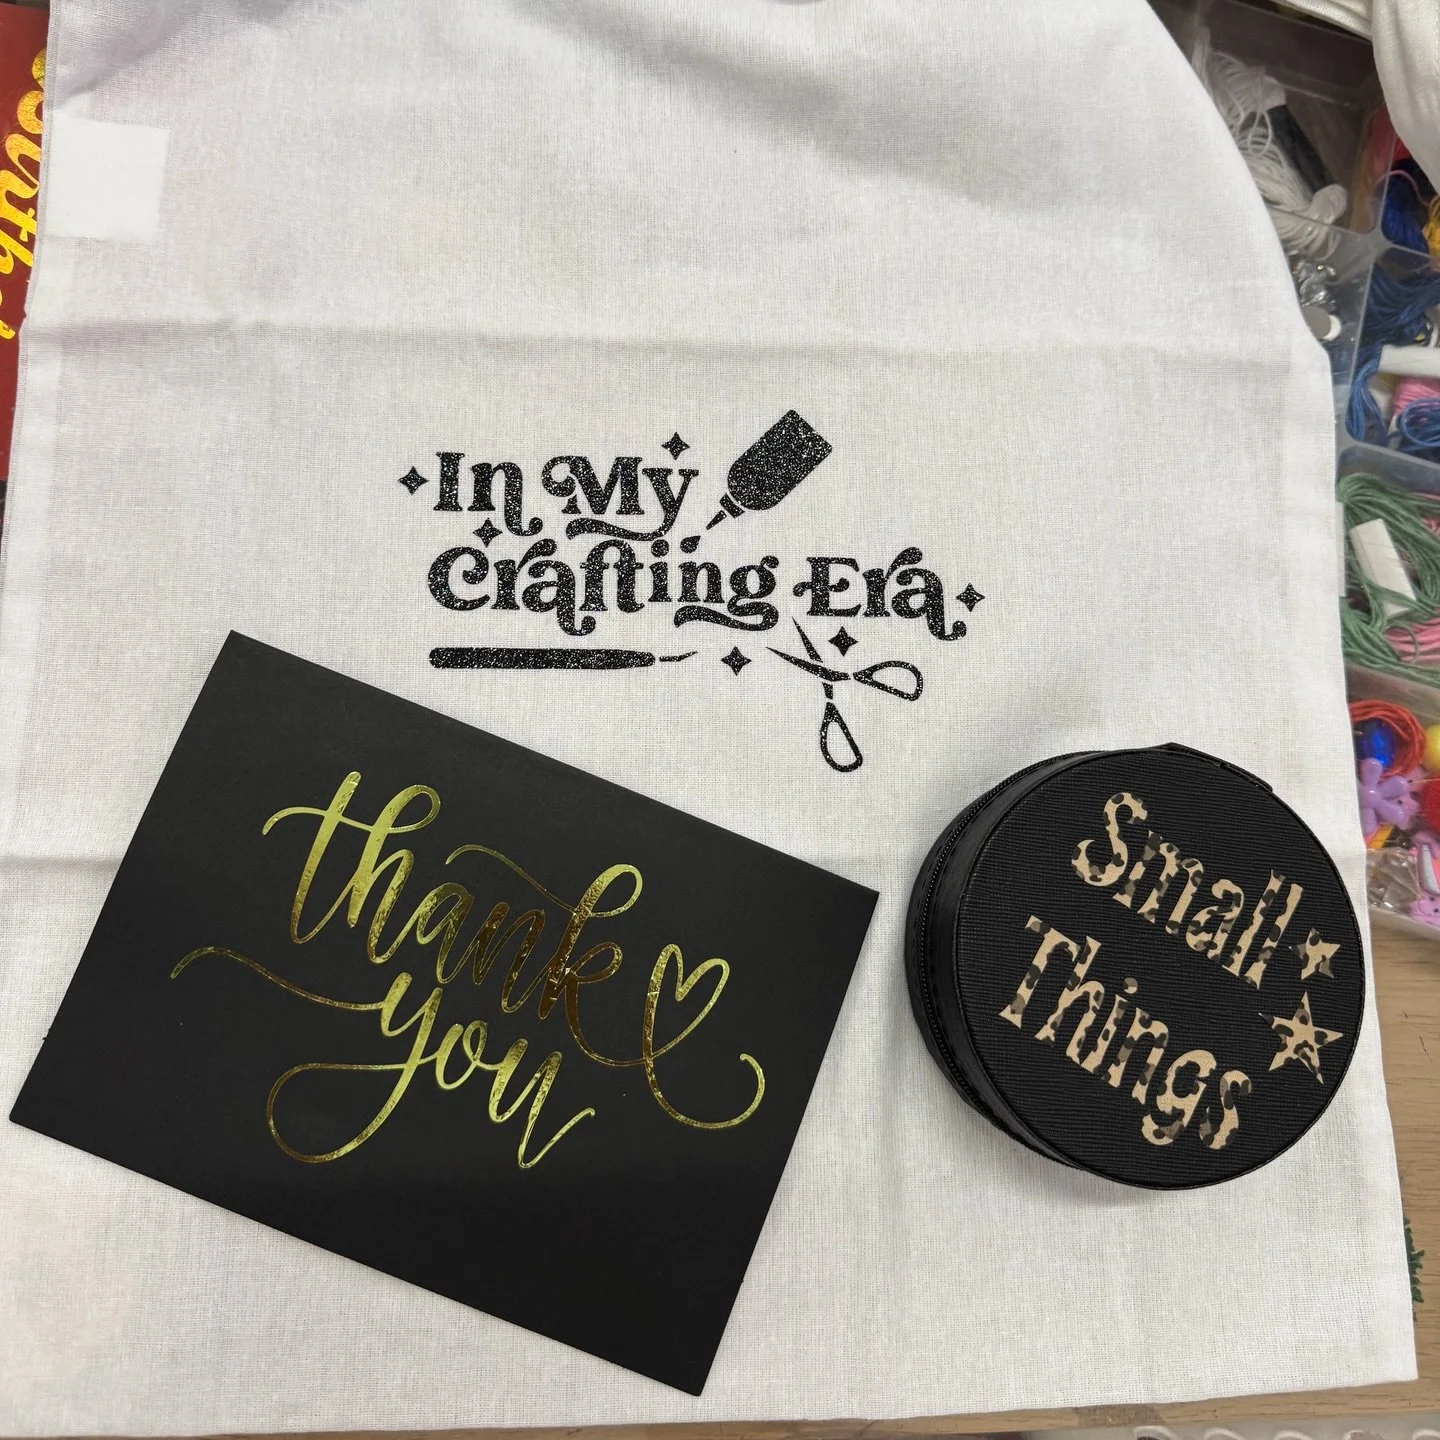 In My
Crafting Era
thank
you
Small
Things